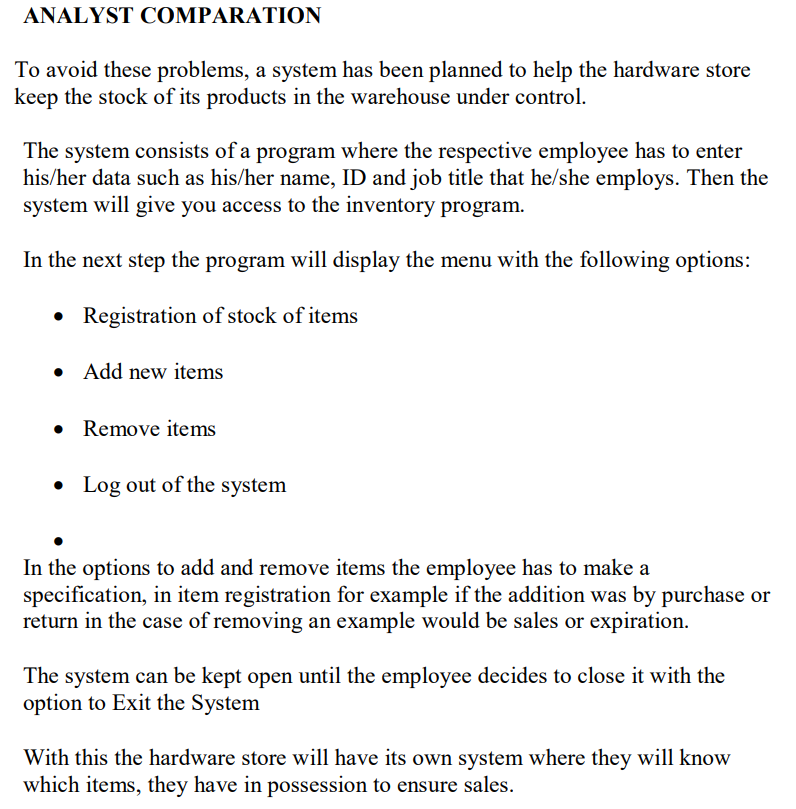 ANALYST COMPARATION
To avoid these problems, a system has been planned to help the hardware store
keep the stock of its products in the warehouse under control.
The system consists of a program where the respective employee has to enter
his/her data such as his/her name, ID and job title that he/she employs. Then the
system will give you access to the inventory program.
In the next step the program will display the menu with the following options:
• Registration of stock of items
• Add new items
• Remove items
• Log out of the system
•
In the options to add and remove items the employee has to make a
specification, in item registration for example if the addition was by purchase or
return in the case of removing an example would be sales or expiration.
The system can be kept open until the employee decides to close it with the
option to Exit the System
With this the hardware store will have its own system where they will know
which items, they have in possession to ensure sales.